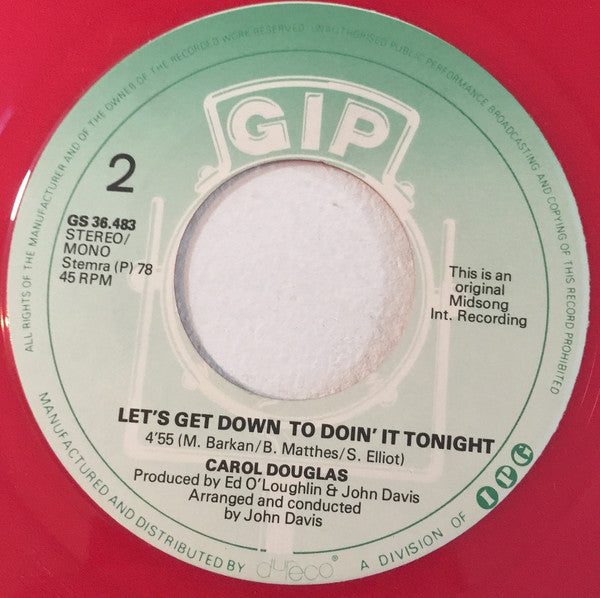 ALL RIGHTS OF THE MANUFACTURER AND OF THE OWNER OF THE RECORDED WORK RESERVED. UNAUTHORISED PUBLIC PERFORMANCE BROADCASTING AND COPYING OF THIS RECORD PROHIBITED
GIP
2
GS 36.483
STEREO/
MONO
Stemra (P) 78
45 RPM
This is an
original
Midsong
Int. Recording
LET'S GET DOWN TO DOIN' IT TONIGHT
4'55 (M. Barkan/B. Matthes/S. Elliot)
CAROL DOUGLAS
Produced by Ed O'Loughlin & John Davis
Arranged and conducted
by John Davis
MANUFACTURED AND DISTRIBUTED BY dureco® A DIVISION OF IPG